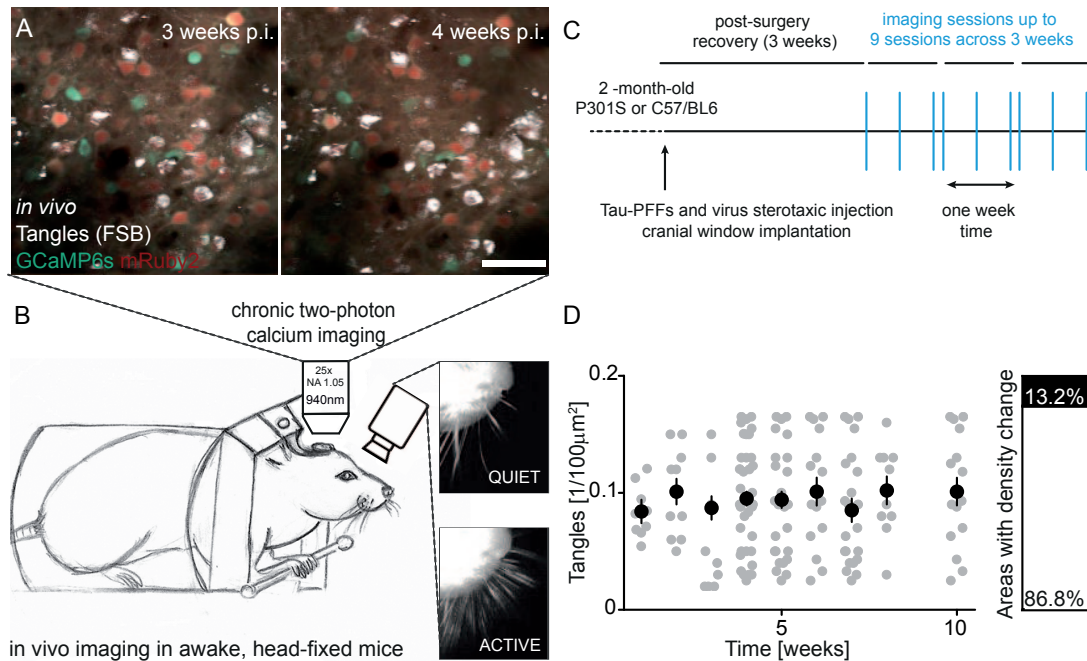 A
3 weeks p.i.
4 weeks p.i.
in vivo
Tangles (FSB)
GCaMP6s mRuby2
B
chronic two-photon
calcium imaging
25x
NA 1.05
940nm
QUIET
ACTIVE
in vivo imaging in awake, head-fixed mice
C
post-surgery
recovery (3 weeks)
imaging sessions up to
9 sessions across 3 weeks
2 -month-old
P301S or C57/BL6
Tau-PFFs and virus sterotaxic injection
cranial window implantation
one week
time
D
Tangles [1/100µm²]
0.2
0.1
0
5
10
Time [weeks]
Areas with density change
13.2%
86.8%